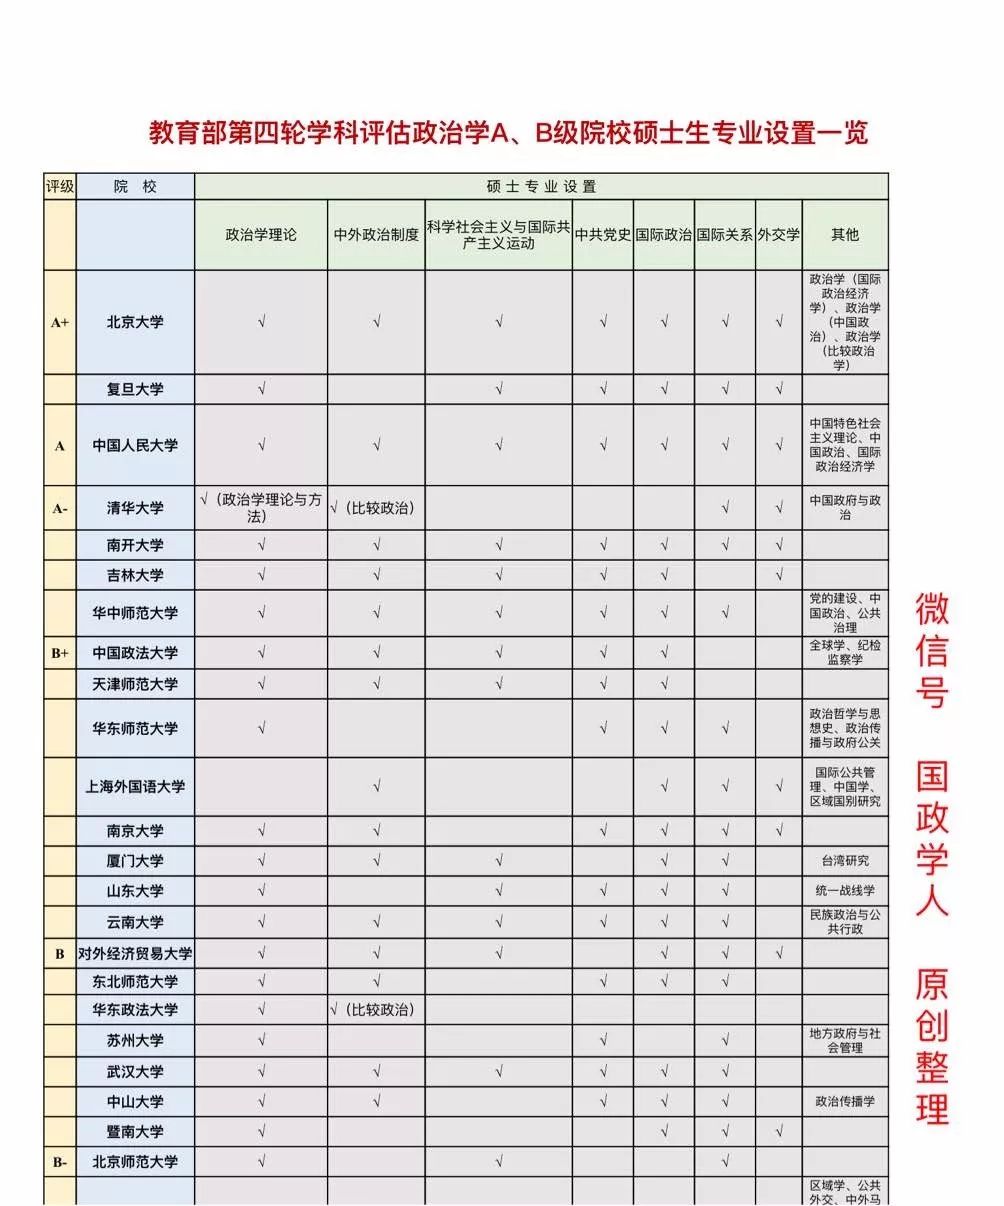 教育部第四轮学科评估政治学A、B级院校硕士生专业设置一览
评级 院 校 硕 士 专 业 设 置
政治学理论 中外政治制度 科学社会主义与国际共产主义运动 中共党史 国际政治 国际关系 外交学 其他
A+ 北京大学 √ √ √ √ √ √ √ 政治学（国际政治经济学）、政治学（中国政治）、政治学（比较政治学）
复旦大学 √ √ √ √ √ √
A 中国人民大学 √ √ √ √ √ √ √ 中国特色社会主义理论、中国政治、国际政治经济学
A- 清华大学 √（政治学理论与方法） √（比较政治） √ √ 中国政府与政治
南开大学 √ √ √ √ √ √ √
吉林大学 √ √ √ √ √ √
华中师范大学 √ √ √ √ √ √ 党的建设、中国政治、公共治理
B+ 中国政法大学 √ √ √ √ √ 全球学、纪检监察学
天津师范大学 √ √ √ √ √
华东师范大学 √ √ √ √ 政治哲学与思想史、政治传播与政府公关
上海外国语大学 √ √ √ √ 国际公共管理、中国学、区域国别研究
南京大学 √ √ √ √ √ √
厦门大学 √ √ √ √ √ 台湾研究
山东大学 √ √ √ √ √ 统一战线学
云南大学 √ √ √ √ √ √ 民族政治与公共行政
B 对外经济贸易大学 √ √ √ √ √ √
东北师范大学 √ √ √ √ √
华东政法大学 √ √（比较政治）
苏州大学 √ √ √ 地方政府与社会管理
武汉大学 √ √ √ √ √ √
中山大学 √ √ √ √ √ 政治传播学
暨南大学 √ √ √ √
B- 北京师范大学 √ √ √
区域学、公共外交、中外马
微信号 国政学人 原创整理